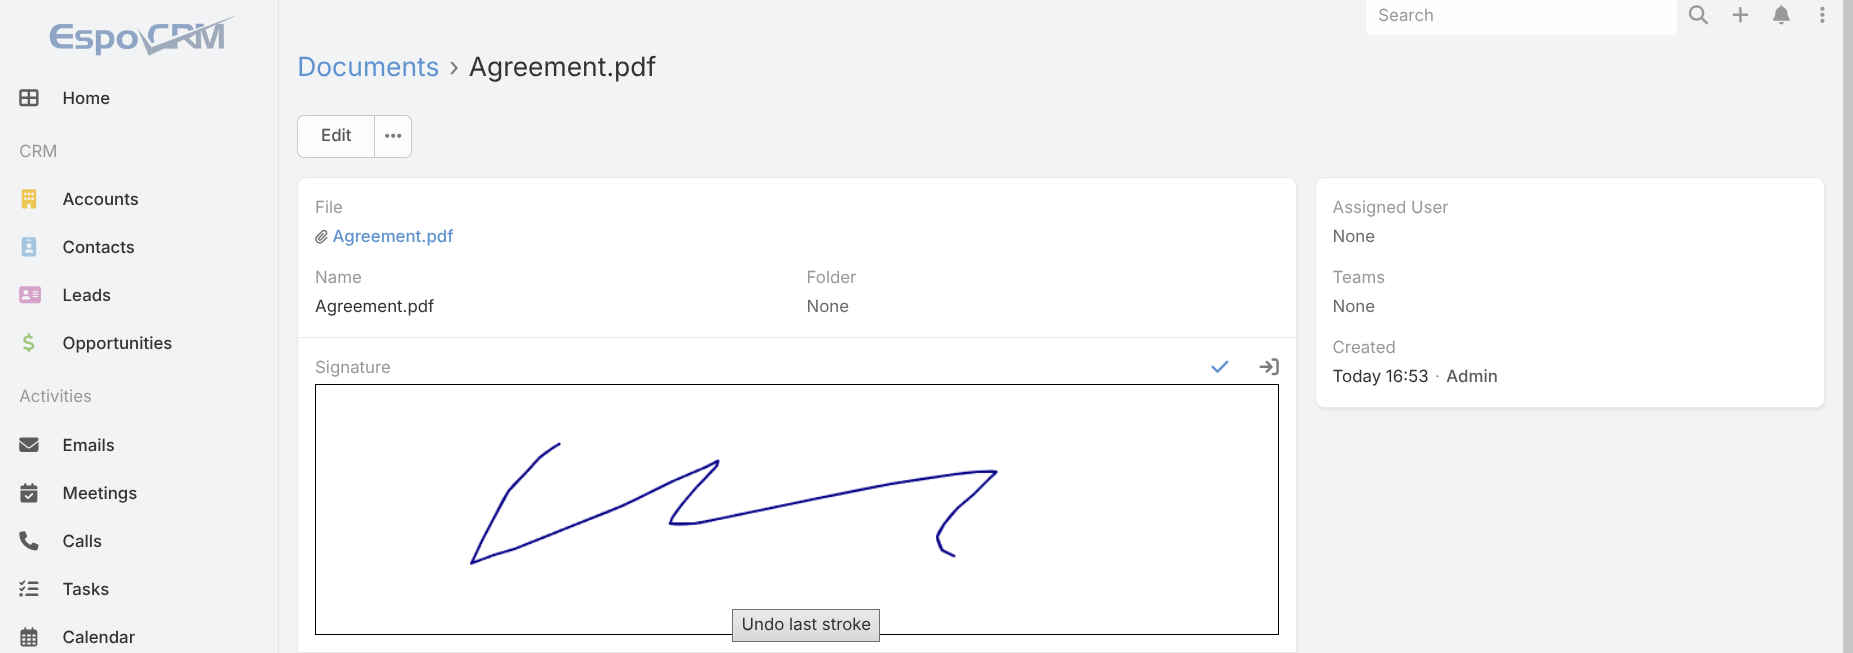 EspoCRM
Search
Documents › Agreement.pdf
Home
Edit
CRM
Accounts
Contacts
Leads
Opportunities
Activities
Emails
Meetings
Calls
Tasks
Calendar
File
Agreement.pdf
Name
Agreement.pdf
Folder
None
Signature
Undo last stroke
Assigned User
None
Teams
None
Created
Today 16:53 · Admin